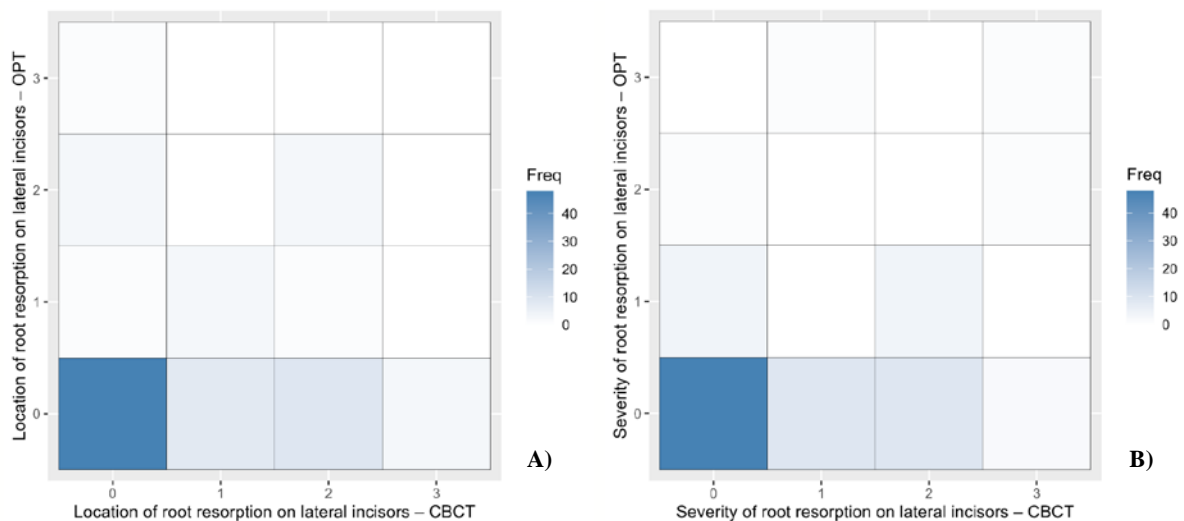 Location of root resorption on lateral incisors – OPT
3
2
1
0
0 1 2 3
Location of root resorption on lateral incisors – CBCT
Freq
40
30
20
10
0
A)
Severity of root resorption on lateral incisors – OPT
3
2
1
0
0 1 2 3
Severity of root resorption on lateral incisors – CBCT
Freq
40
30
20
10
0
B)